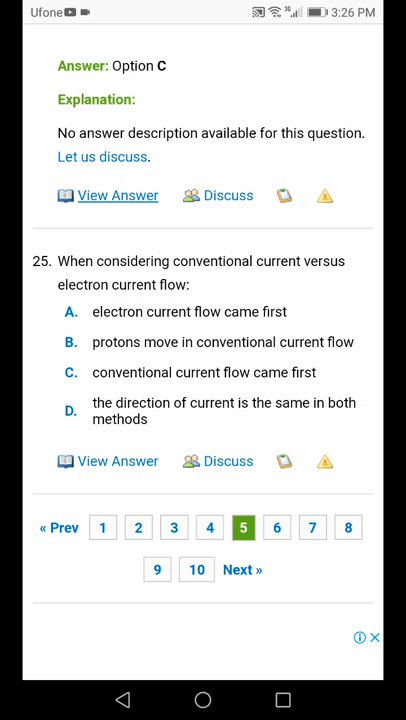 Ufone 3G 3:26 PM
Answer: Option C
Explanation:
No answer description available for this question.
Let us discuss.
View Answer Discuss
25. When considering conventional current versus
electron current flow:
A. electron current flow came first
B. protons move in conventional current flow
C. conventional current flow came first
D. the direction of current is the same in both
methods
View Answer Discuss
« Prev 1 2 3 4 5 6 7 8
9 10 Next »